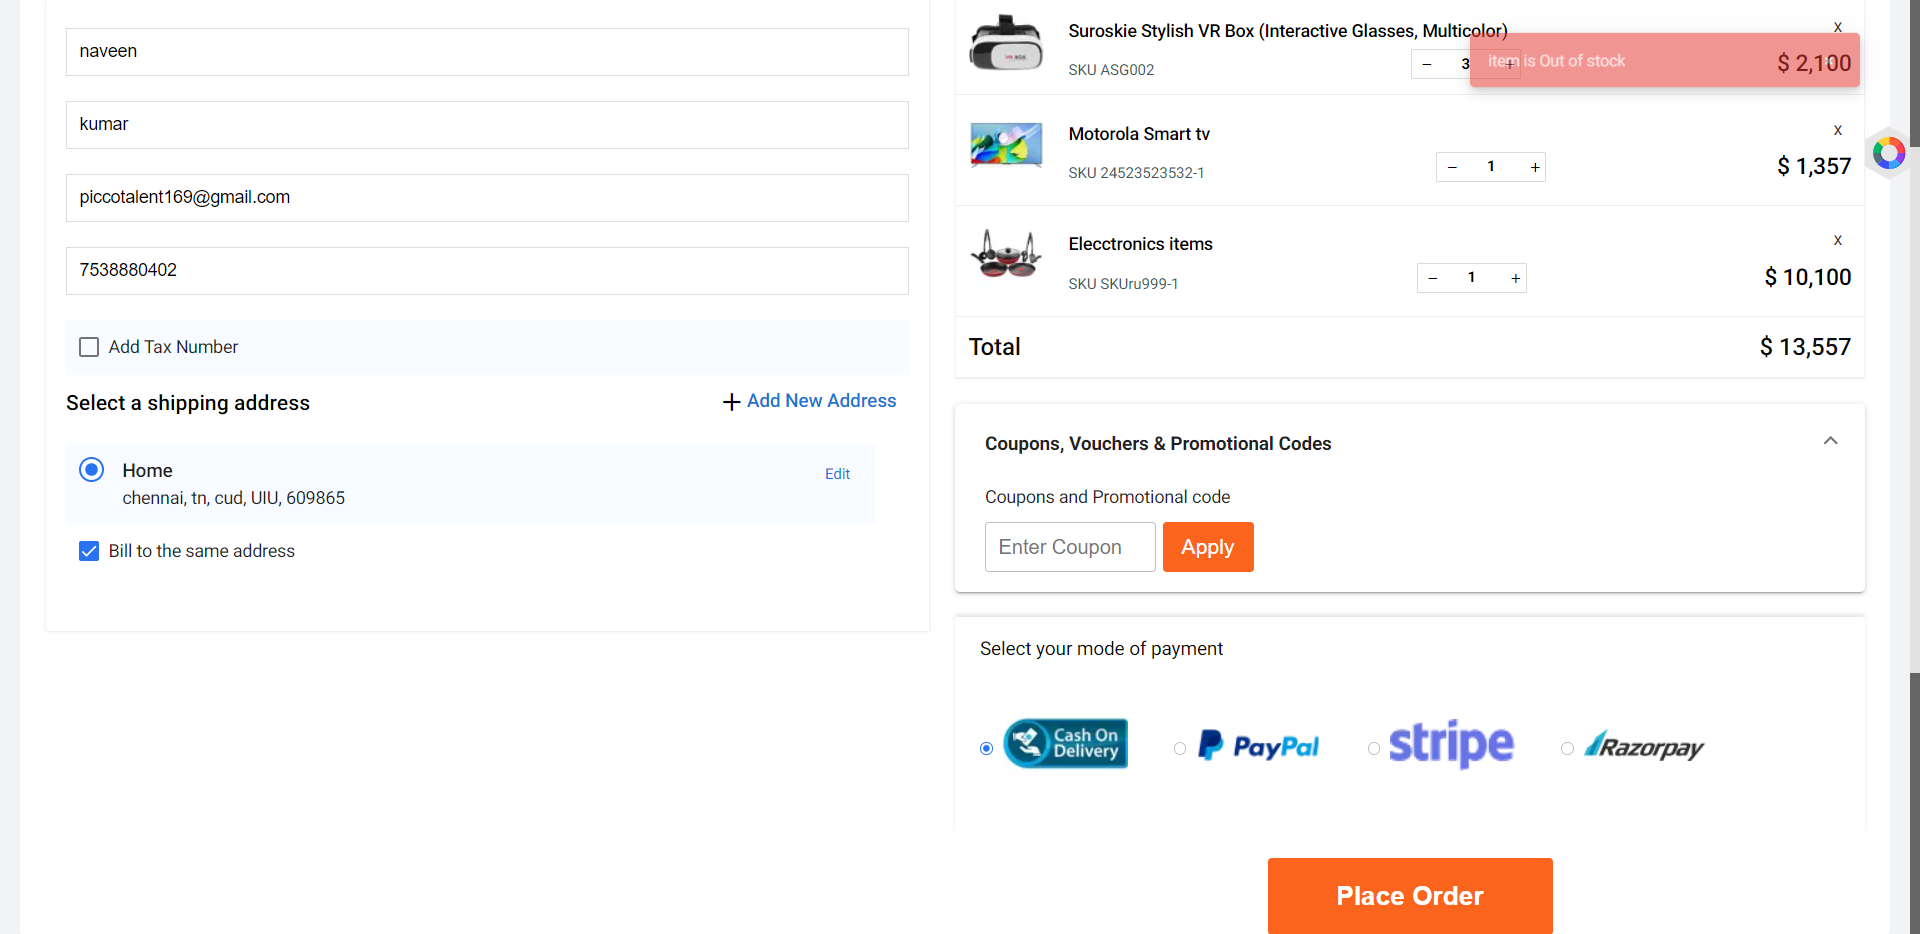 naveen
kumar
piccotalent169@gmail.com
7538880402
Add Tax Number
Select a shipping address
+ Add New Address
Home
Edit
chennai, tn, cud, UIU, 609865
Bill to the same address
Suroskie Stylish VR Box (Interactive Glasses, Multicolor)
x
SKU ASG002
− 3 +
item is Out of stock
$ 2,100
Motorola Smart tv
x
SKU 24523523532-1
− 1 +
$ 1,357
Elecctronics items
x
SKU SKUru999-1
− 1 +
$ 10,100
Total
$ 13,557
Coupons, Vouchers & Promotional Codes
Coupons and Promotional code
Enter Coupon
Apply
Select your mode of payment
Cash On
Delivery
PayPal
stripe
Razorpay
Place Order